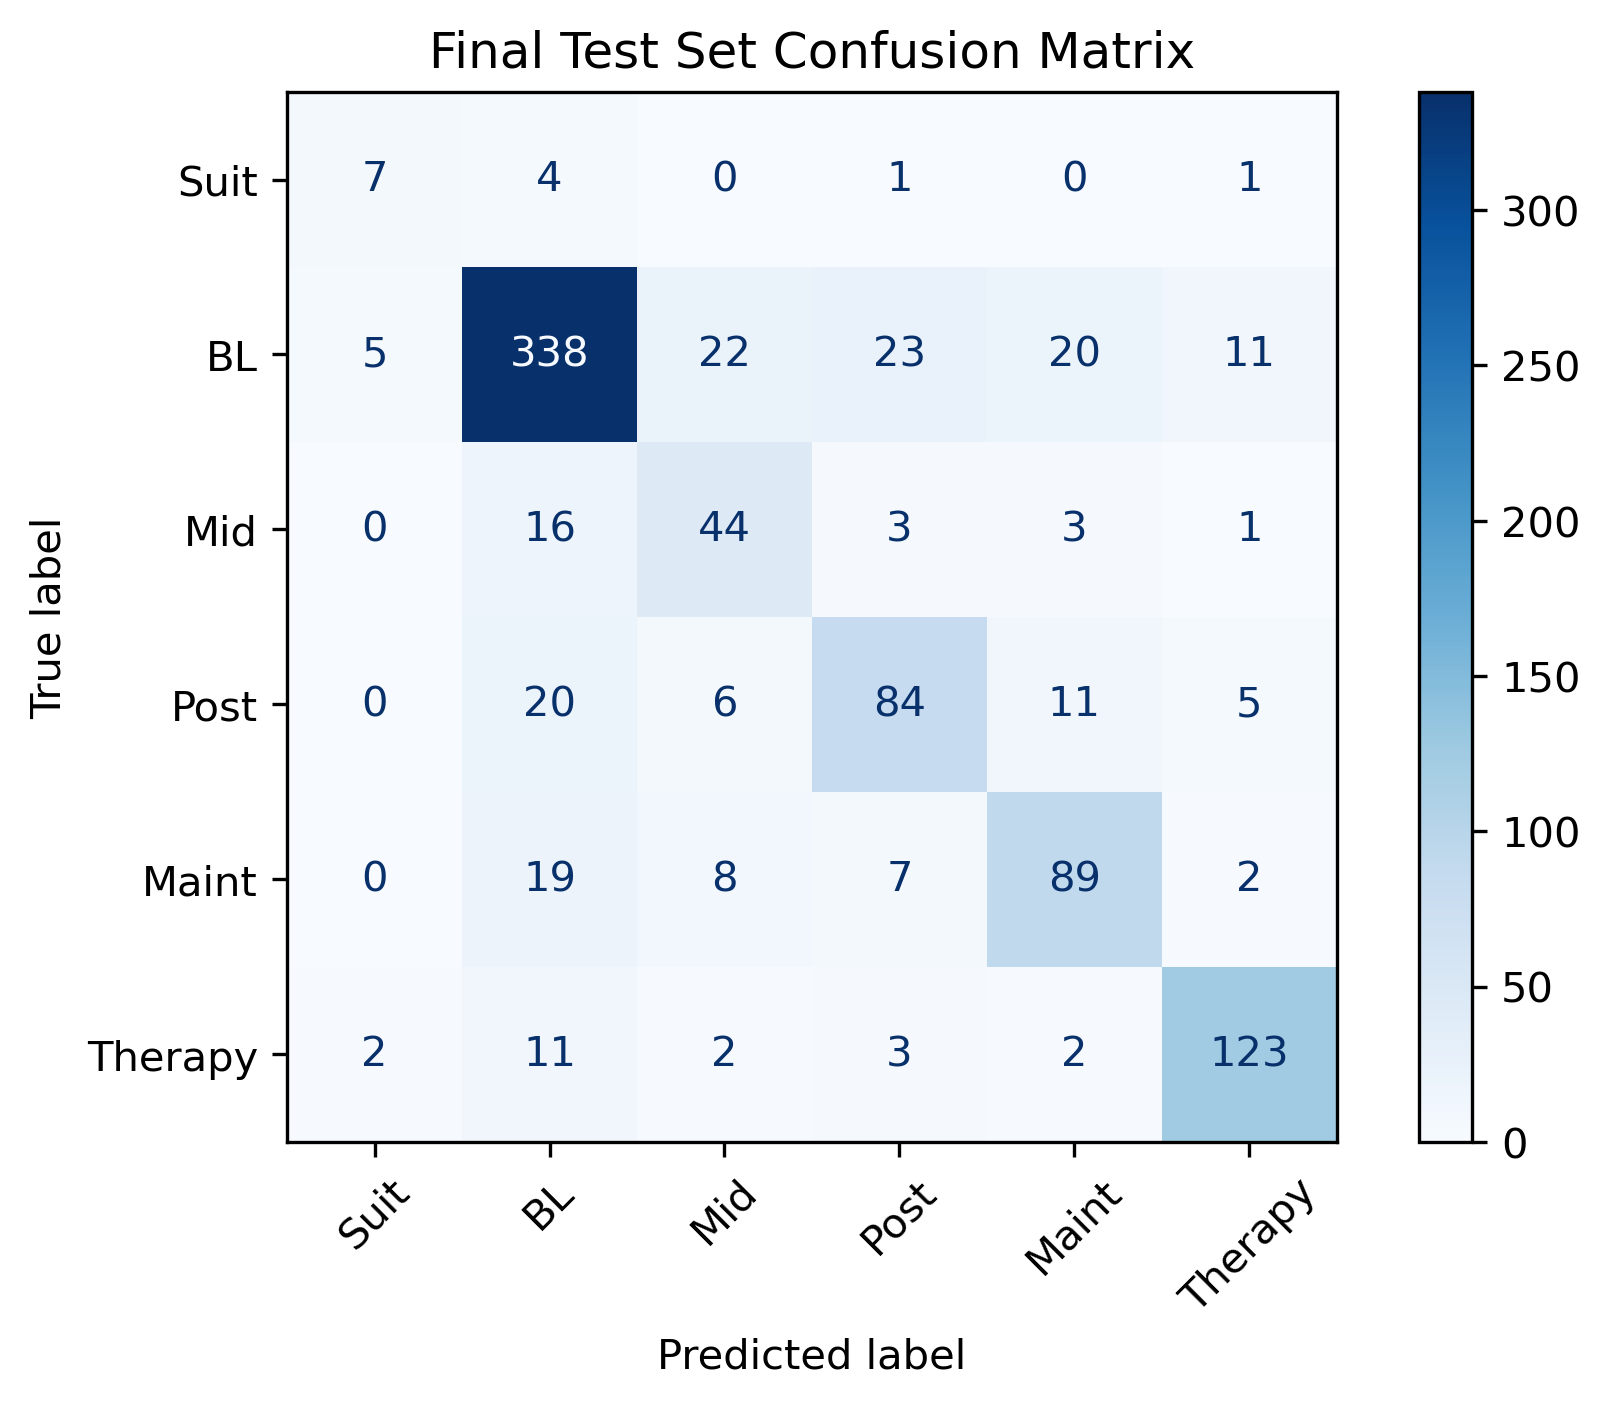 Final Test Set Confusion Matrix
Suit 7 4 0 1 0 1
BL 5 338 22 23 20 11
Mid 0 16 44 3 3 1
Post 0 20 6 84 11 5
Maint 0 19 8 7 89 2
Therapy 2 11 2 3 2 123
True label
Suit BL Mid Post Maint Therapy
Predicted label
300
250
200
150
100
50
0